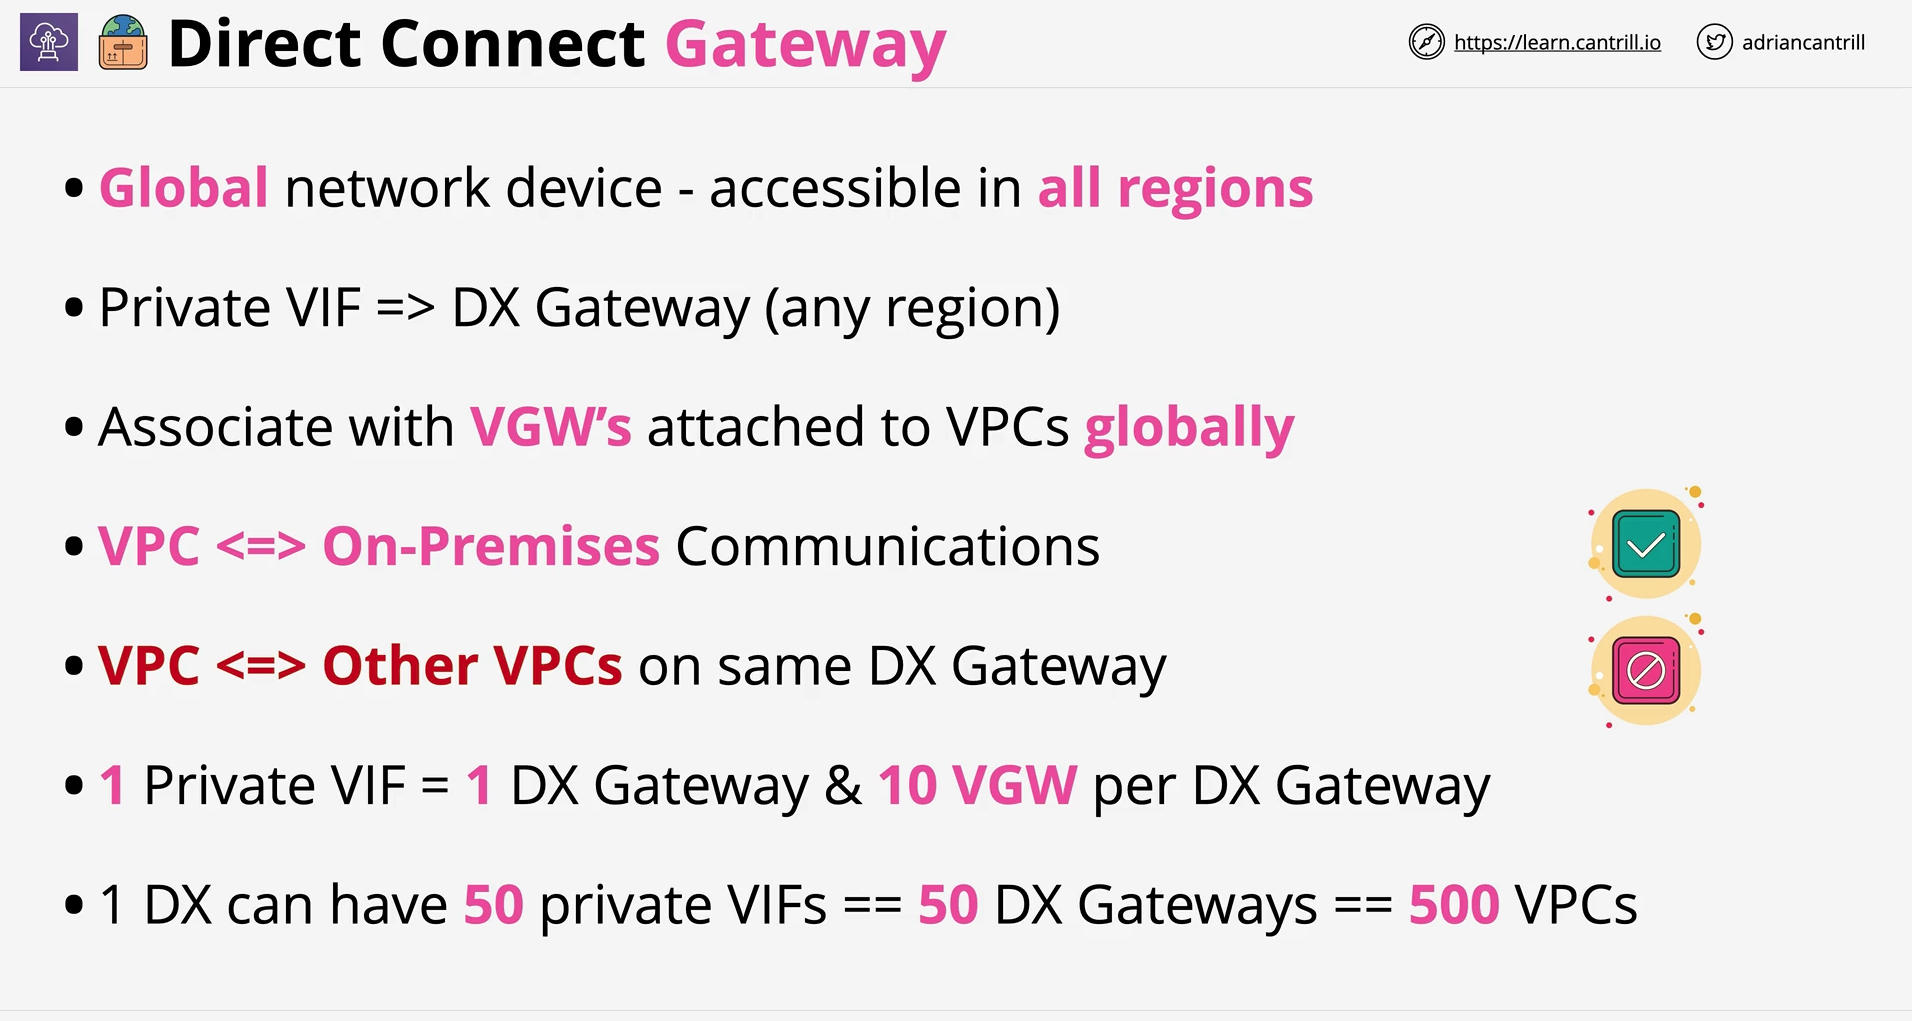 Direct Connect Gateway
https://learn.cantrill.io
adriancantrill
• Global network device - accessible in all regions
• Private VIF => DX Gateway (any region)
• Associate with VGW’s attached to VPCs globally
• VPC <=> On-Premises Communications
• VPC <=> Other VPCs on same DX Gateway
• 1 Private VIF = 1 DX Gateway & 10 VGW per DX Gateway
• 1 DX can have 50 private VIFs == 50 DX Gateways == 500 VPCs